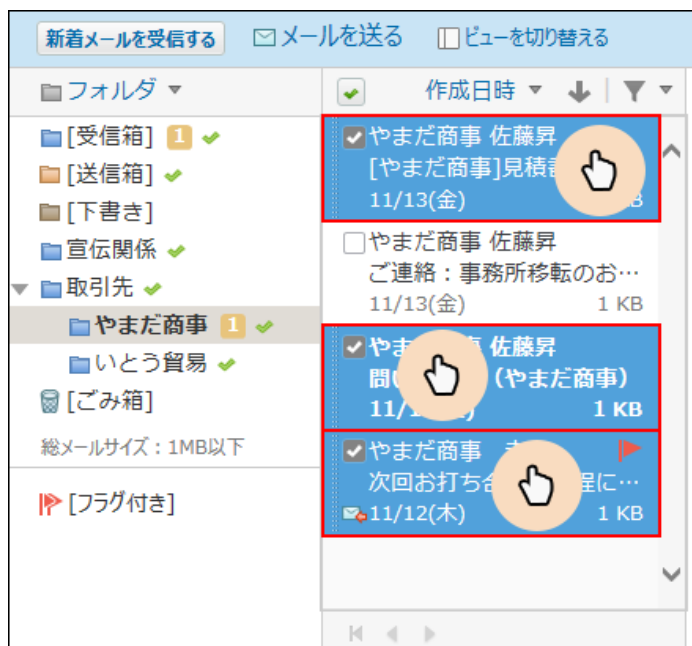 新着メールを受信する メールを送る ビューを切り替える
フォルダ
[受信箱] 1
[送信箱]
[下書き]
宣伝関係
取引先
やまだ商事 1
いとう貿易
[ごみ箱]
総メールサイズ:1MB以下
[フラグ付き]
作成日時
やまだ商事 佐藤昇
[やまだ商事]見積
11/13(金) B
やまだ商事 佐藤昇
ご連絡:事務所移転のお…
11/13(金) 1 KB
やま 佐藤昇
問 (やまだ商事)
11/1 1 KB
やまだ商事
次回お打ち合 程に…
11/12(木) 1 KB